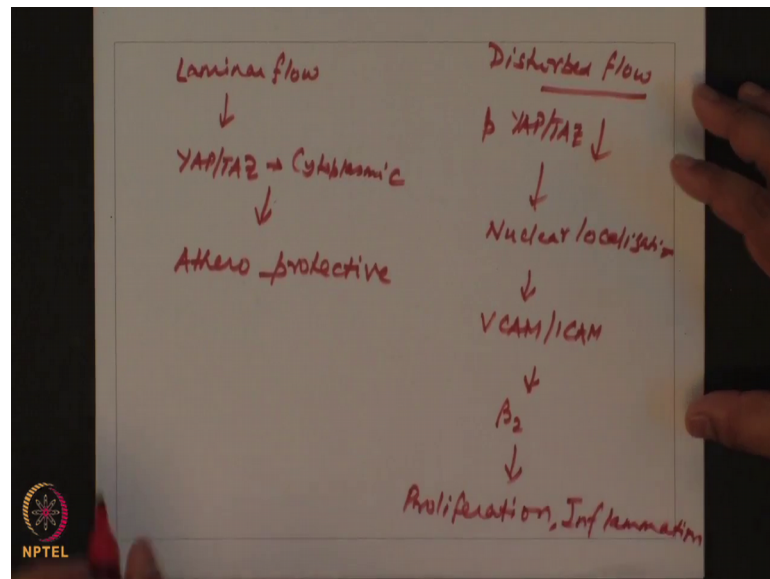 Laminar flow
↓
YAP/TAZ → Cytoplasmic
↓
Athero-protective
Disturbed flow
p YAP/TAZ ↓
↓
Nuclear localisation
↓
VCAM/ICAM
↓
β2
↓
Proliferation, Inflammation
NPTEL